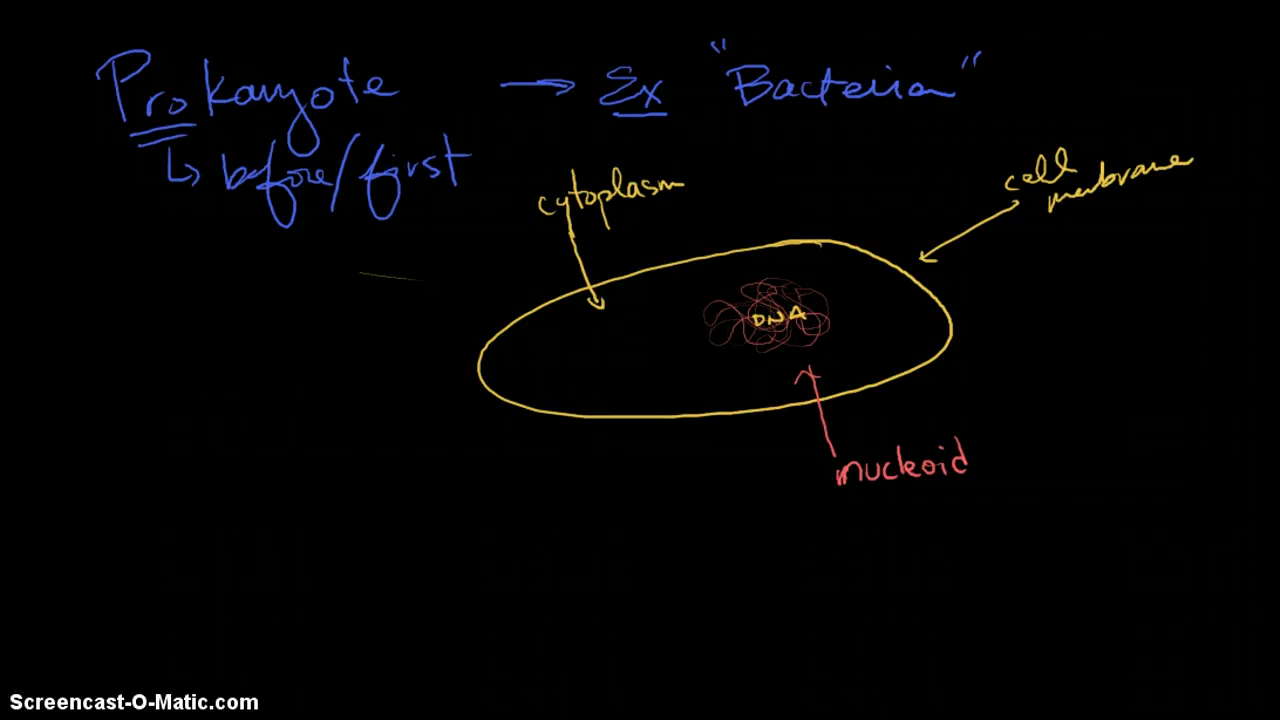 Prokaryote → Ex "Bacteria"
↳ before/first
cytoplasm
cell
membrane
DNA
nucleoid
Screencast-O-Matic.com